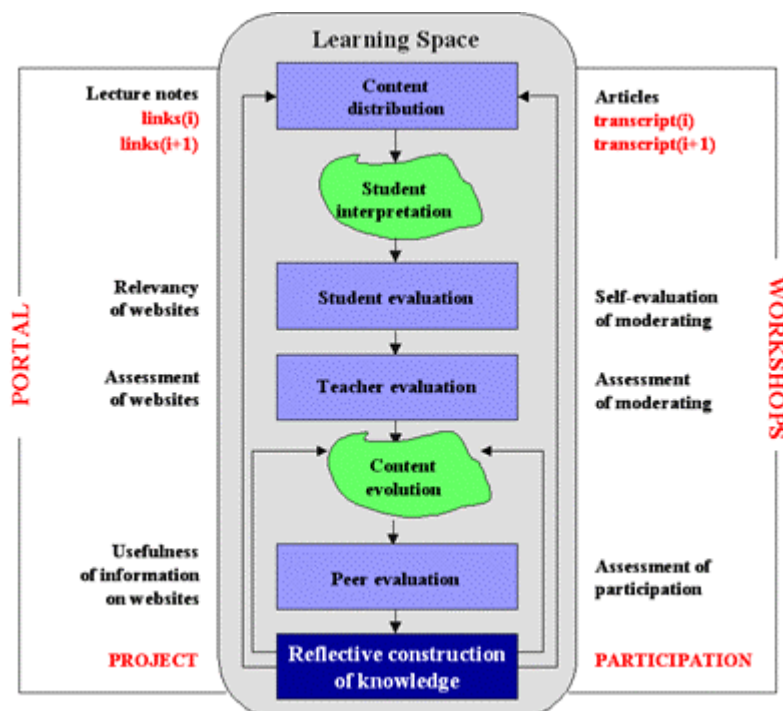 Learning Space
Lecture notes
links(i)
links(i+1)
Content
distribution
Articles
transcript(i)
transcript(i+1)
Student
interpretation
Relevancy
of websites
Student evaluation
Self-evaluation
of moderating
PORTAL
WORKSHOPS
Assessment
of websites
Teacher evaluation
Assessment
of moderating
Content
evolution
Usefulness
of information
on websites
Peer evaluation
Assessment of
participation
PROJECT
Reflective construction
of knowledge
PARTICIPATION